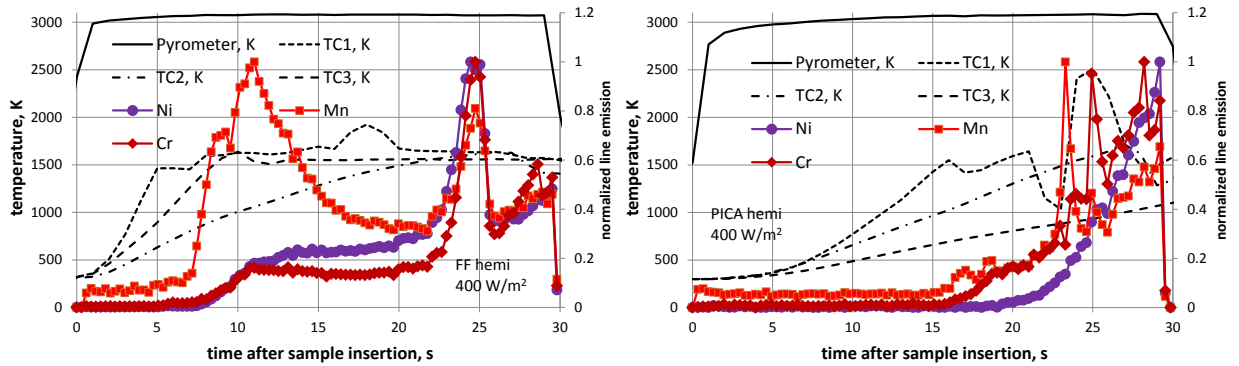 3000
2500
2000
1500
1000
500
0
temperature, K
Pyrometer, K
TC1, K
TC2, K
TC3, K
Ni
Mn
Cr
FF hemi
400 W/m²
1.2
1
0.8
0.6
0.4
0.2
0
normalized line emission
0 5 10 15 20 25 30
time after sample insertion, s
3000
2500
2000
1500
1000
500
0
temperature, K
Pyrometer, K
TC1, K
TC2, K
TC3, K
Ni
Mn
Cr
PICA hemi
400 W/m²
1.2
1
0.8
0.6
0.4
0.2
0
normalized line emission
0 5 10 15 20 25 30
time after sample insertion, s